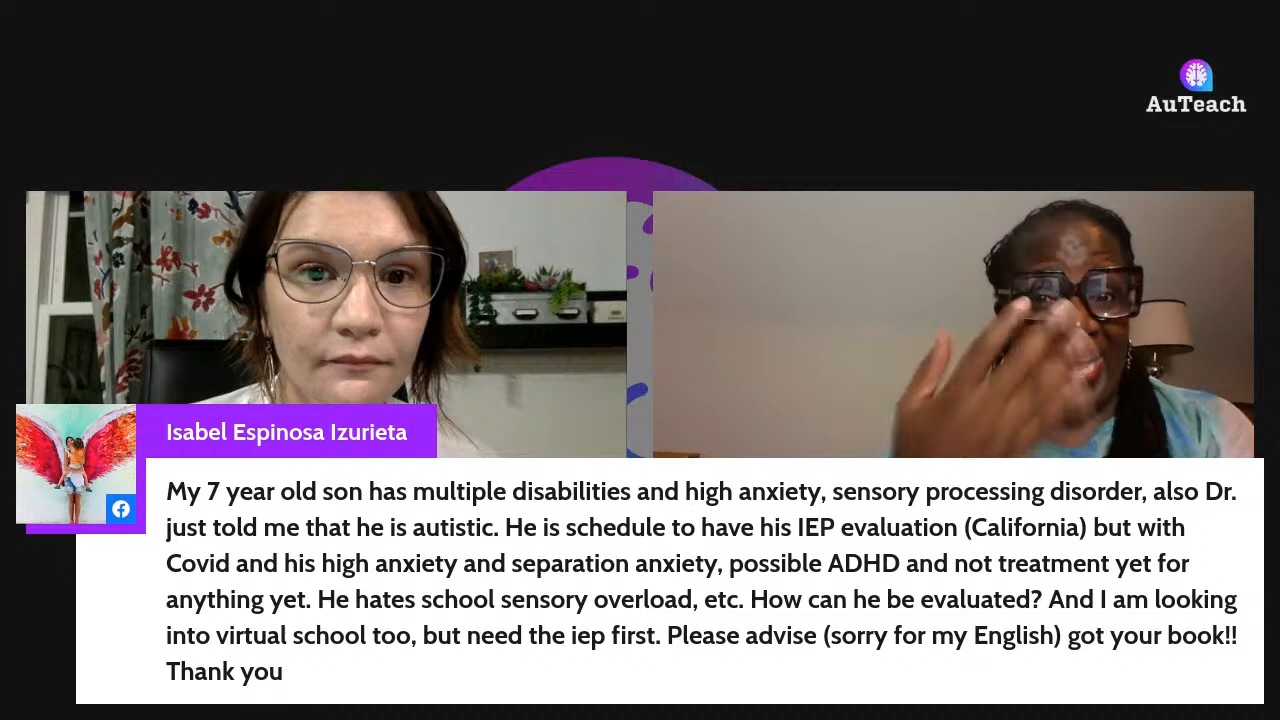 AuTeach
Isabel Espinosa Izurieta
My 7 year old son has multiple disabilities and high anxiety, sensory processing disorder, also Dr.
just told me that he is autistic. He is schedule to have his IEP evaluation (California) but with
Covid and his high anxiety and separation anxiety, possible ADHD and not treatment yet for
anything yet. He hates school sensory overload, etc. How can he be evaluated? And I am looking
into virtual school too, but need the iep first. Please advise (sorry for my English) got your book!!
Thank you